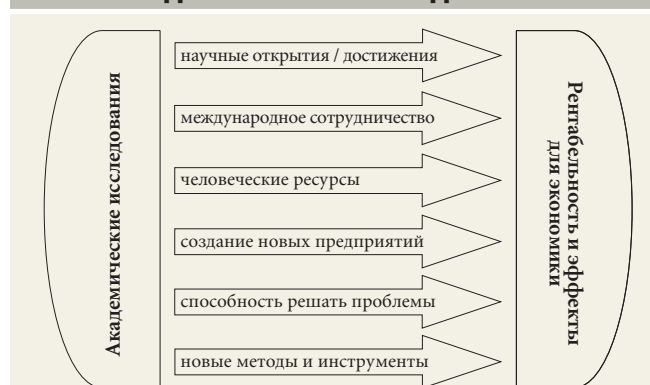 Академические исследования
научные открытия / достижения
международное сотрудничество
человеческие ресурсы
создание новых предприятий
способность решать проблемы
новые методы и инструменты
Рентабельность и эффекты
для экономики